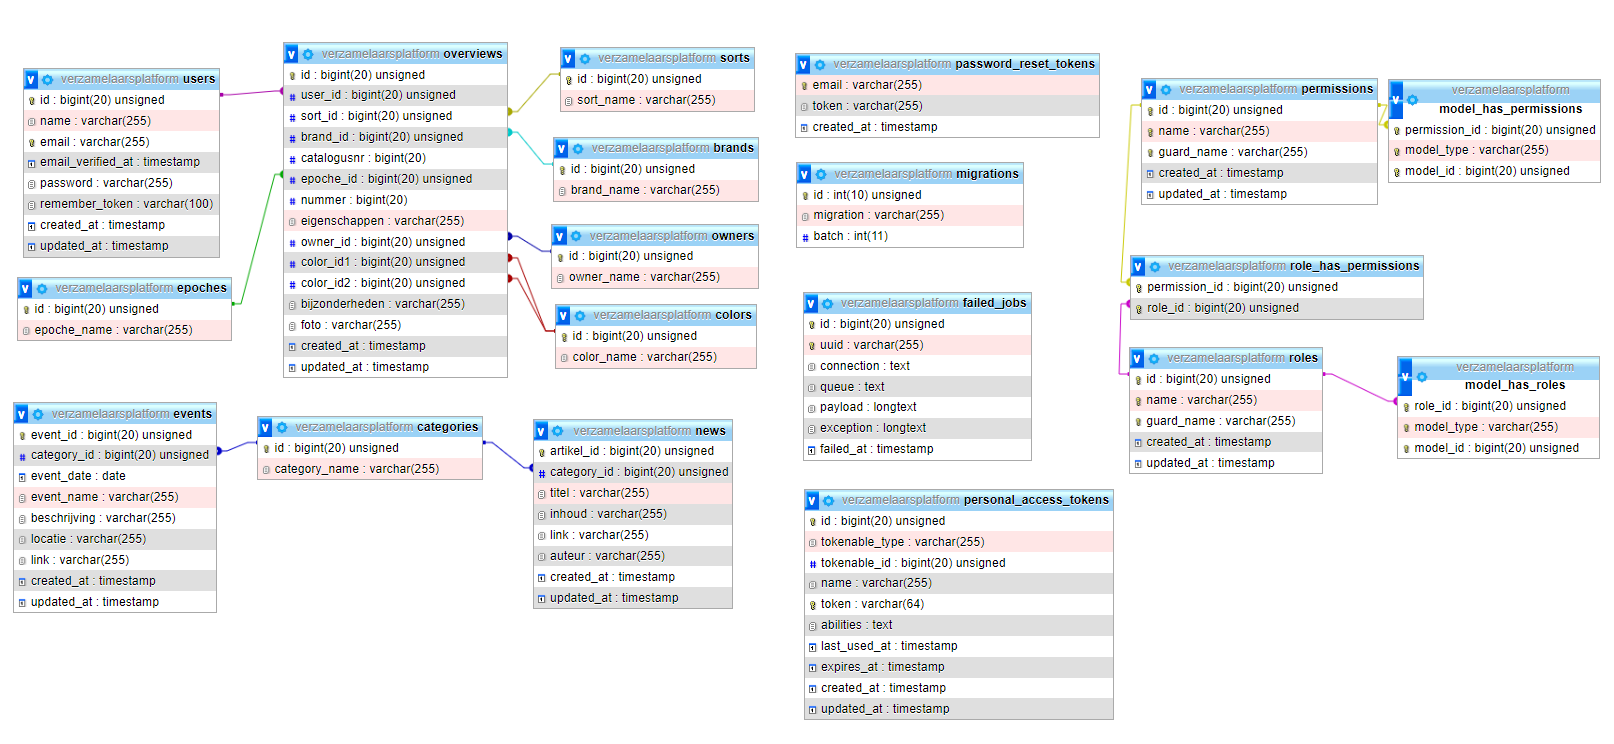 verzamelaarsplatform users
id : bigint(20) unsigned
name : varchar(255)
email : varchar(255)
email_verified_at : timestamp
password : varchar(255)
remember_token : varchar(100)
created_at : timestamp
updated_at : timestamp
verzamelaarsplatform epoches
id : bigint(20) unsigned
epoche_name : varchar(255)
verzamelaarsplatform overviews
id : bigint(20) unsigned
user_id : bigint(20) unsigned
sort_id : bigint(20) unsigned
brand_id : bigint(20) unsigned
catalogusnr : bigint(20)
epoche_id : bigint(20) unsigned
nummer : bigint(20)
eigenschappen : varchar(255)
owner_id : bigint(20) unsigned
color_id1 : bigint(20) unsigned
color_id2 : bigint(20) unsigned
bijzonderheden : varchar(255)
foto : varchar(255)
created_at : timestamp
updated_at : timestamp
verzamelaarsplatform sorts
id : bigint(20) unsigned
sort_name : varchar(255)
verzamelaarsplatform brands
id : bigint(20) unsigned
brand_name : varchar(255)
verzamelaarsplatform owners
id : bigint(20) unsigned
owner_name : varchar(255)
verzamelaarsplatform colors
id : bigint(20) unsigned
color_name : varchar(255)
verzamelaarsplatform events
event_id : bigint(20) unsigned
category_id : bigint(20) unsigned
event_date : date
event_name : varchar(255)
beschrijving : varchar(255)
locatie : varchar(255)
link : varchar(255)
created_at : timestamp
updated_at : timestamp
verzamelaarsplatform categories
id : bigint(20) unsigned
category_name : varchar(255)
verzamelaarsplatform news
artikel_id : bigint(20) unsigned
category_id : bigint(20) unsigned
titel : varchar(255)
inhoud : varchar(255)
link : varchar(255)
auteur : varchar(255)
created_at : timestamp
updated_at : timestamp
verzamelaarsplatform password_reset_tokens
email : varchar(255)
token : varchar(255)
created_at : timestamp
verzamelaarsplatform migrations
id : int(10) unsigned
migration : varchar(255)
batch : int(11)
verzamelaarsplatform failed_jobs
id : bigint(20) unsigned
uuid : varchar(255)
connection : text
queue : text
payload : longtext
exception : longtext
failed_at : timestamp
verzamelaarsplatform personal_access_tokens
id : bigint(20) unsigned
tokenable_type : varchar(255)
tokenable_id : bigint(20) unsigned
name : varchar(255)
token : varchar(64)
abilities : text
last_used_at : timestamp
expires_at : timestamp
created_at : timestamp
updated_at : timestamp
verzamelaarsplatform permissions
id : bigint(20) unsigned
name : varchar(255)
guard_name : varchar(255)
created_at : timestamp
updated_at : timestamp
verzamelaarsplatform
model_has_permissions
permission_id : bigint(20) unsigned
model_type : varchar(255)
model_id : bigint(20) unsigned
verzamelaarsplatform role_has_permissions
permission_id : bigint(20) unsigned
role_id : bigint(20) unsigned
verzamelaarsplatform roles
id : bigint(20) unsigned
name : varchar(255)
guard_name : varchar(255)
created_at : timestamp
updated_at : timestamp
verzamelaarsplatform
model_has_roles
role_id : bigint(20) unsigned
model_type : varchar(255)
model_id : bigint(20) unsigned